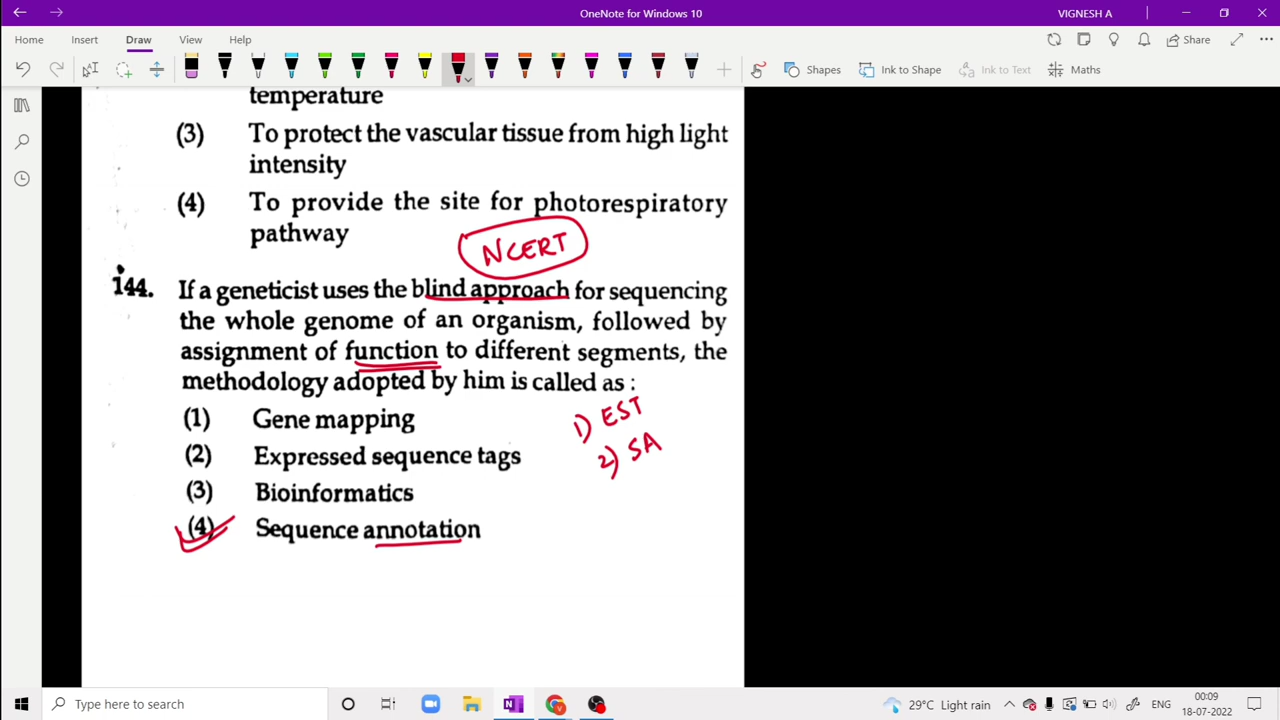 OneNote for Windows 10
VIGNESH A
Home Insert Draw View Help
Share
Shapes Ink to Shape Ink to Text Maths
temperature
(3) To protect the vascular tissue from high light
intensity
(4) To provide the site for photorespiratory
pathway
NCERT
144. If a geneticist uses the blind approach for sequencing
the whole genome of an organism, followed by
assignment of function to different segments, the
methodology adopted by him is called as :
(1) Gene mapping
1) EST
(2) Expressed sequence tags
2) SA
(3) Bioinformatics
(4) Sequence annotation
Type here to search
29°C Light rain
ENG
00:09
18-07-2022